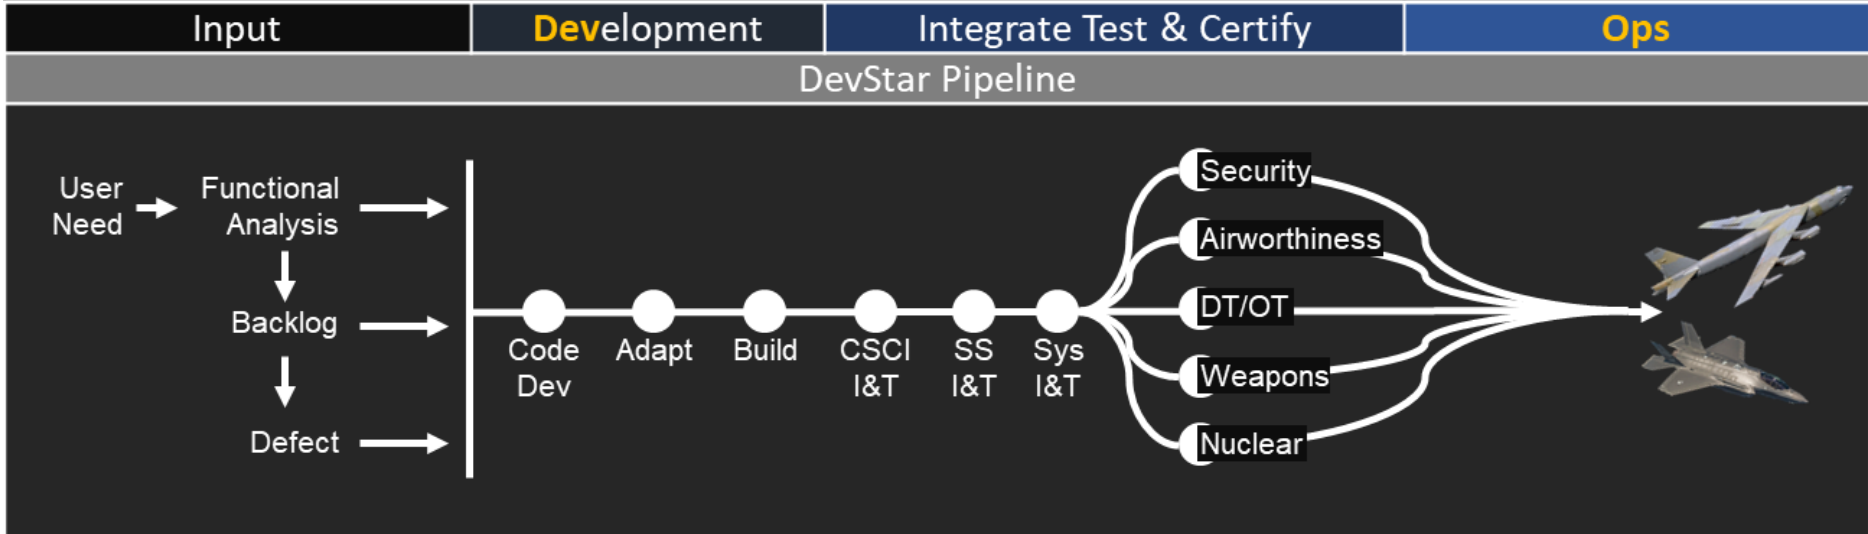 Input
Development
Integrate Test & Certify
Ops
DevStar Pipeline
User
Need
Functional
Analysis
Backlog
Defect
Code
Dev
Adapt
Build
CSCI
I&T
SS
I&T
Sys
I&T
Security
Airworthiness
DT/OT
Weapons
Nuclear